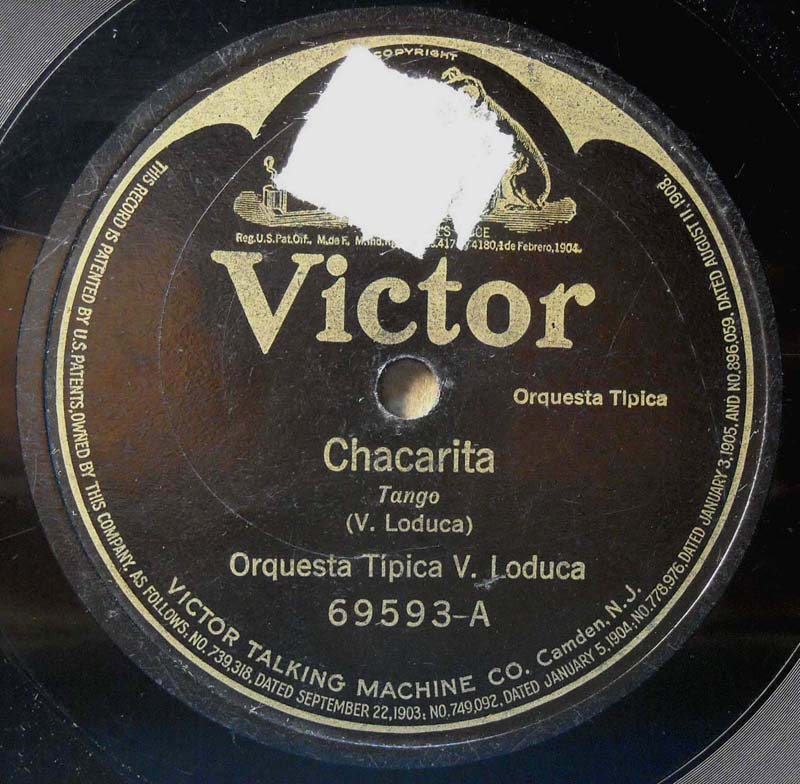 COPYRIGHT
Reg.U.S.Pat.Off., M.de F., 4180,1 de Febrero,1904.
Victor
Orquesta Típica
Chacarita
Tango
(V. Loduca)
Orquesta Típica V. Loduca
69593-A
VICTOR TALKING MACHINE CO. Camden, N.J.
THIS RECORD IS PATENTED BY U.S. PATENTS, OWNED BY THIS COMPANY, AS FOLLOWS: NO. 739,318, DATED SEPTEMBER 22, 1903; NO. 749,092, DATED JANUARY 5, 1904; NO. 778,976, DATED JANUARY 3, 1905, AND NO. 896,059, DATED AUGUST 11, 1908.